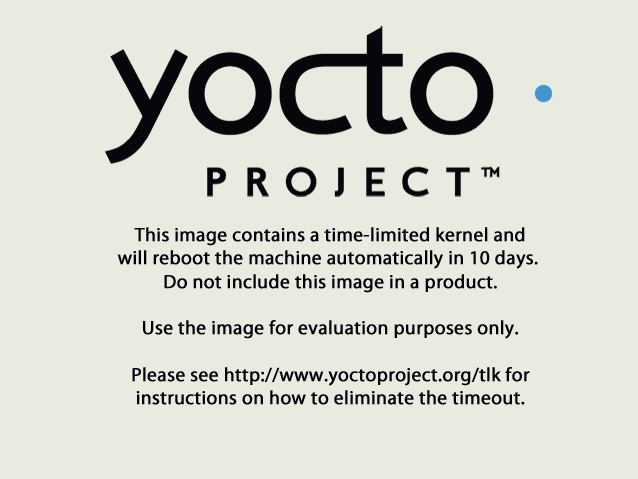 yocto
PROJECT™
This image contains a time-limited kernel and
will reboot the machine automatically in 10 days.
Do not include this image in a product.
Use the image for evaluation purposes only.
Please see http://www.yoctoproject.org/tlk for
instructions on how to eliminate the timeout.